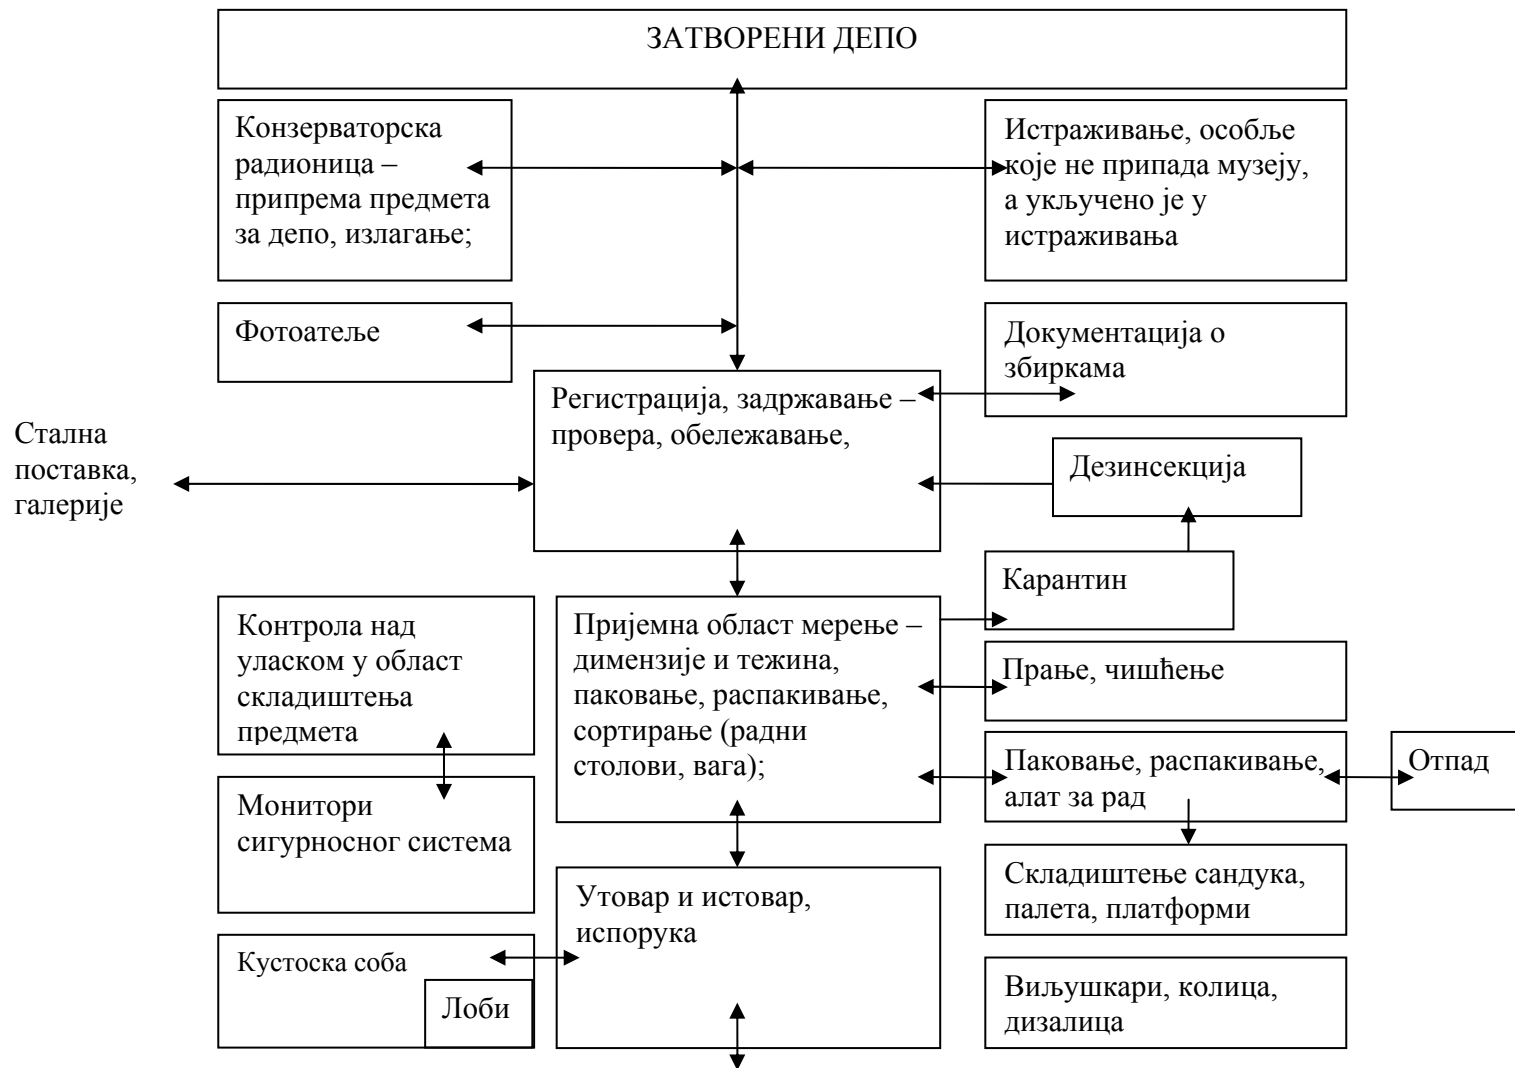 ЗАТВОРЕНИ ДЕПО
Конзерваторска
радионица –
припрема предмета
за депо, излагање;
Истраживање, особље
које не припада музеју,
а укључено је у
истраживања
Фотоатеље
Документација о
збиркама
Регистрација, задржавање –
провера, обележавање,
Стална
поставка,
галерије
Дезинсекција
Карантин
Контрола над
уласком у област
складиштења
предмета
Пријемна област мерење –
димензије и тежина,
паковање, распакивање,
сортирање (радни
столови, вага);
Прање, чишћење
Паковање, распакивање,
алат за рад
Отпад
Монитори
сигурносног система
Складиштење сандука,
палета, платформи
Утовар и истовар,
испорука
Кустоска соба
Лоби
Виљушкари, колица,
дизалица